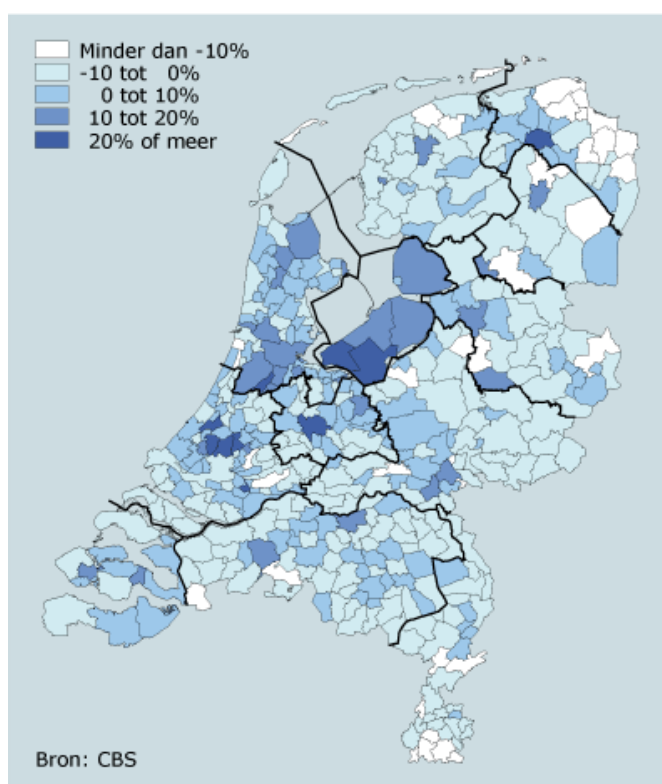 Minder dan -10%
-10 tot 0%
0 tot 10%
10 tot 20%
20% of meer
Bron: CBS